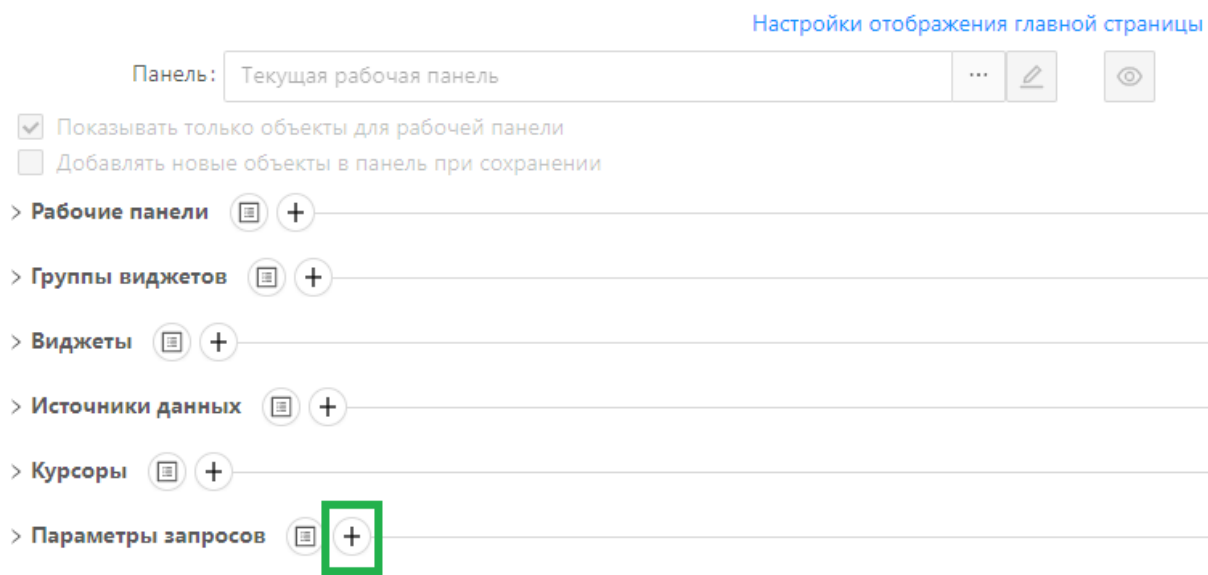 Настройки отображения главной страницы
Панель: Текущая рабочая панель ...
Показывать только объекты для рабочей панели
Добавлять новые объекты в панель при сохранении
> Рабочие панели +
> Группы виджетов +
> Виджеты +
> Источники данных +
> Курсоры +
> Параметры запросов +